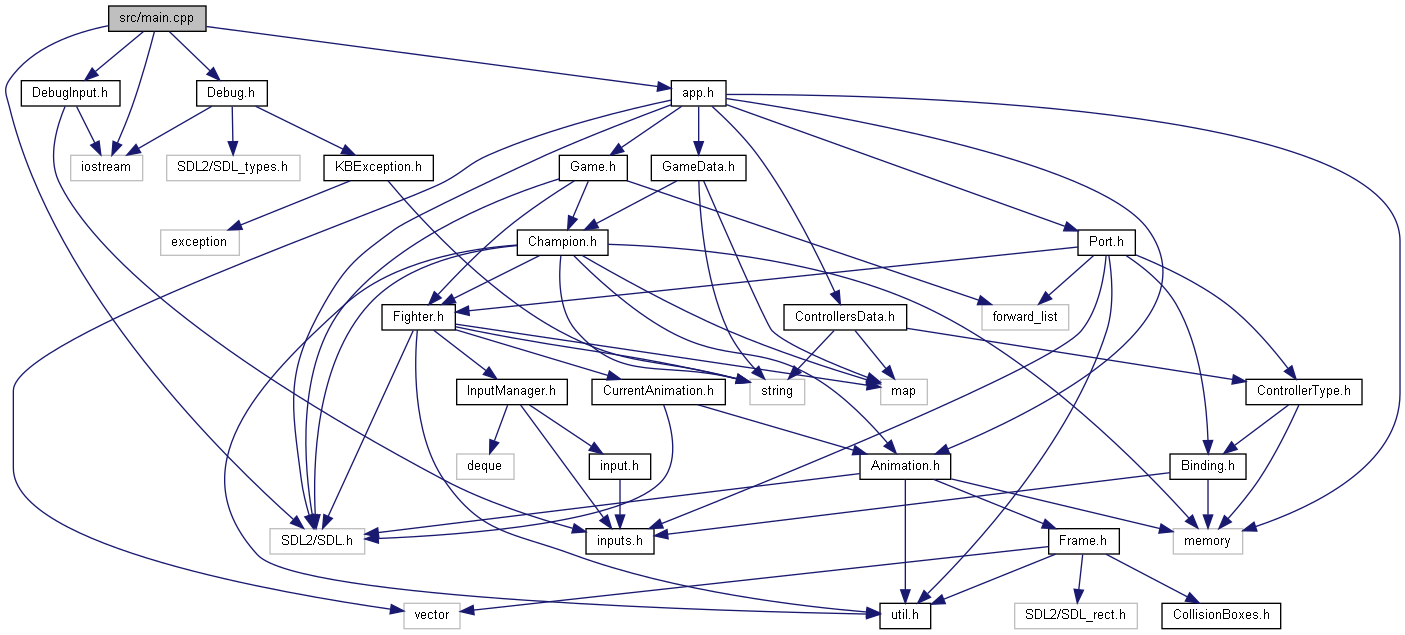 src/main.cpp
DebugInput.h
Debug.h
app.h
iostream
SDL2/SDL_types.h
KBException.h
Game.h
GameData.h
exception
Champion.h
Port.h
Fighter.h
ControllersData.h
forward_list
InputManager.h
CurrentAnimation.h
string
map
ControllerType.h
deque
input.h
Animation.h
Binding.h
SDL2/SDL.h
inputs.h
Frame.h
memory
vector
util.h
SDL2/SDL_rect.h
CollisionBoxes.h